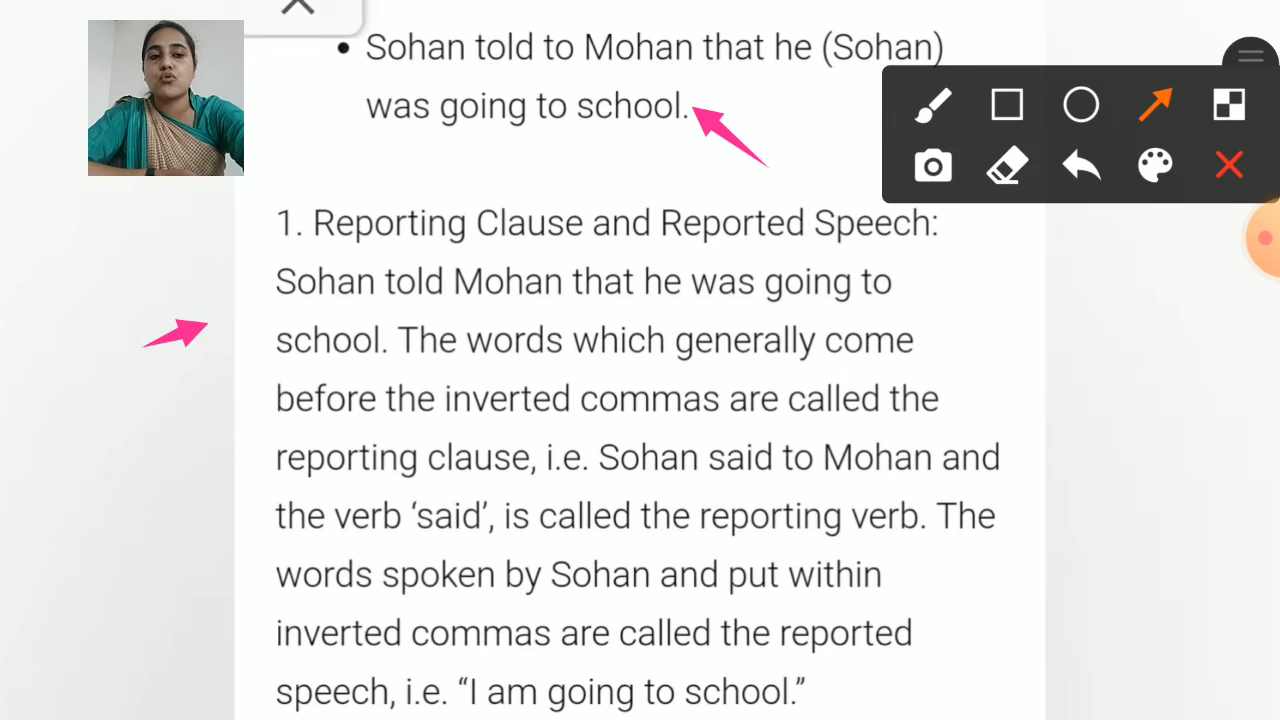 • Sohan told to Mohan that he (Sohan)
was going to school.
1. Reporting Clause and Reported Speech:
Sohan told Mohan that he was going to
school. The words which generally come
before the inverted commas are called the
reporting clause, i.e. Sohan said to Mohan and
the verb ‘said’, is called the reporting verb. The
words spoken by Sohan and put within
inverted commas are called the reported
speech, i.e. “I am going to school.”